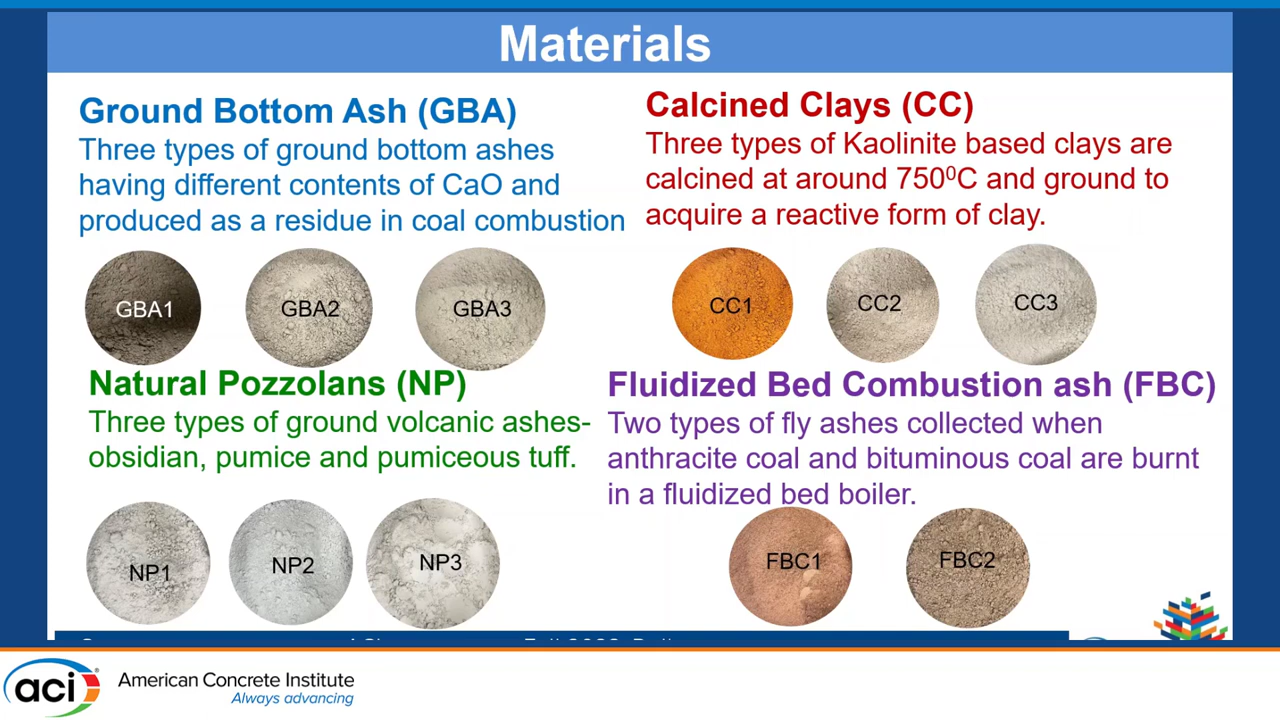 Materials
Ground Bottom Ash (GBA)
Three types of ground bottom ashes
having different contents of CaO and
produced as a residue in coal combustion
GBA1
GBA2
GBA3
Calcined Clays (CC)
Three types of Kaolinite based clays are
calcined at around 750⁰C and ground to
acquire a reactive form of clay.
CC1
CC2
CC3
Natural Pozzolans (NP)
Three types of ground volcanic ashes-
obsidian, pumice and pumiceous tuff.
NP1
NP2
NP3
Fluidized Bed Combustion ash (FBC)
Two types of fly ashes collected when
anthracite coal and bituminous coal are burnt
in a fluidized bed boiler.
FBC1
FBC2
aci
American Concrete Institute
Always advancing